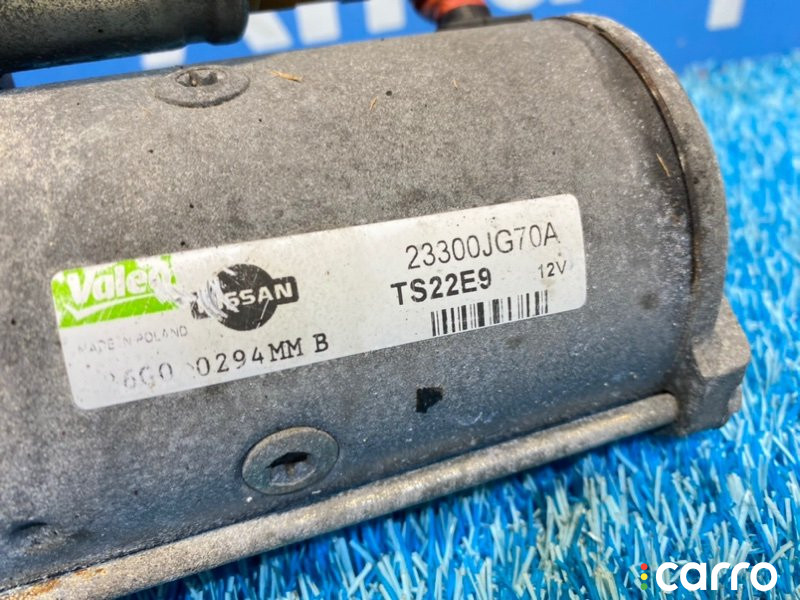 Valeo
NISSAN
23300JG70A
TS22E9
12V
MADE IN POLAND
0294MM B
carro